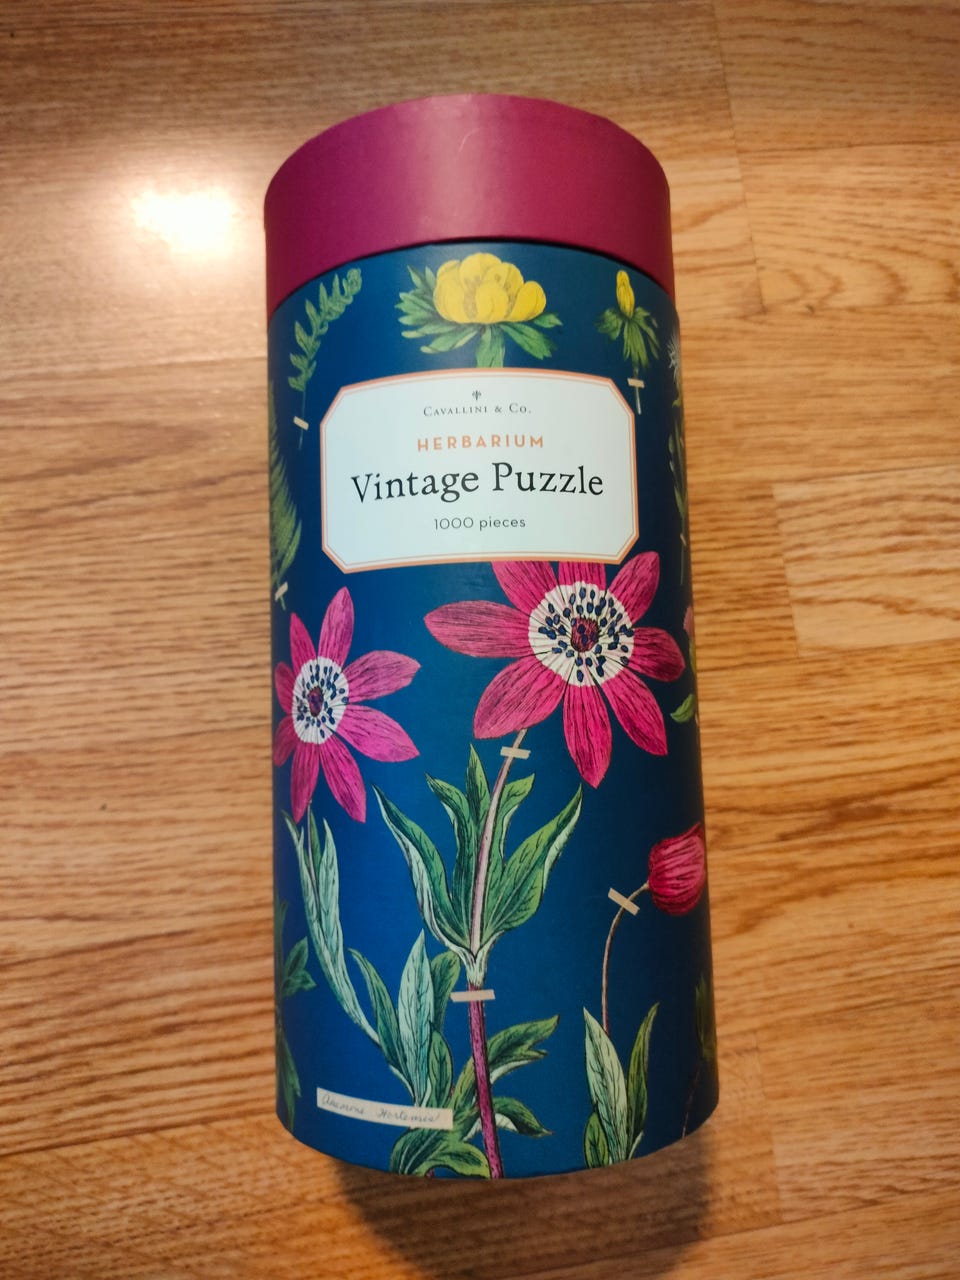 Cavallini & Co.
HERBARIUM
Vintage Puzzle
1000 pieces
Anemone Hortensis